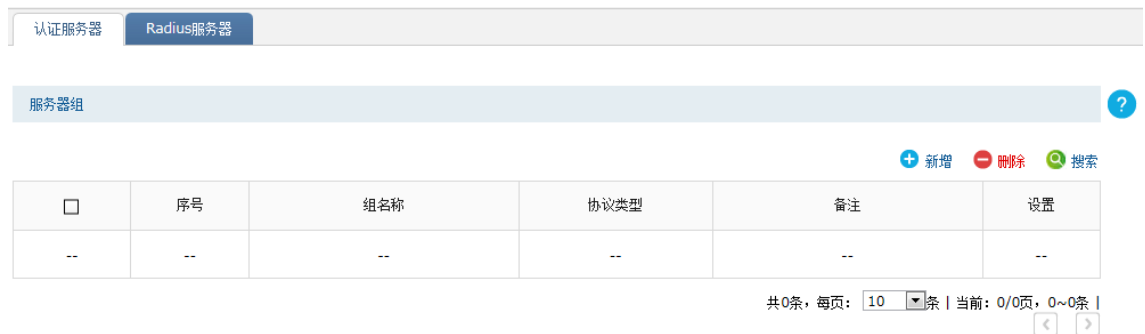 认证服务器 Radius服务器
服务器组 ?
新增 删除 搜索
序号 组名称 协议类型 备注 设置
-- -- -- -- -- --
共0条，每页： 10 条 | 当前：0/0页，0~0条 |
< >